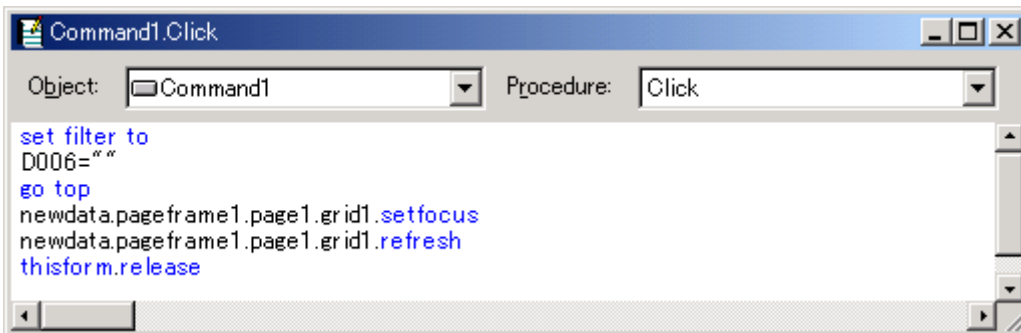 Command1.Click
Object: Command1 Procedure: Click
set filter to
D006=""
go top
newdata.pageframe1.page1.grid1.setfocus
newdata.pageframe1.page1.grid1.refresh
thisform.release